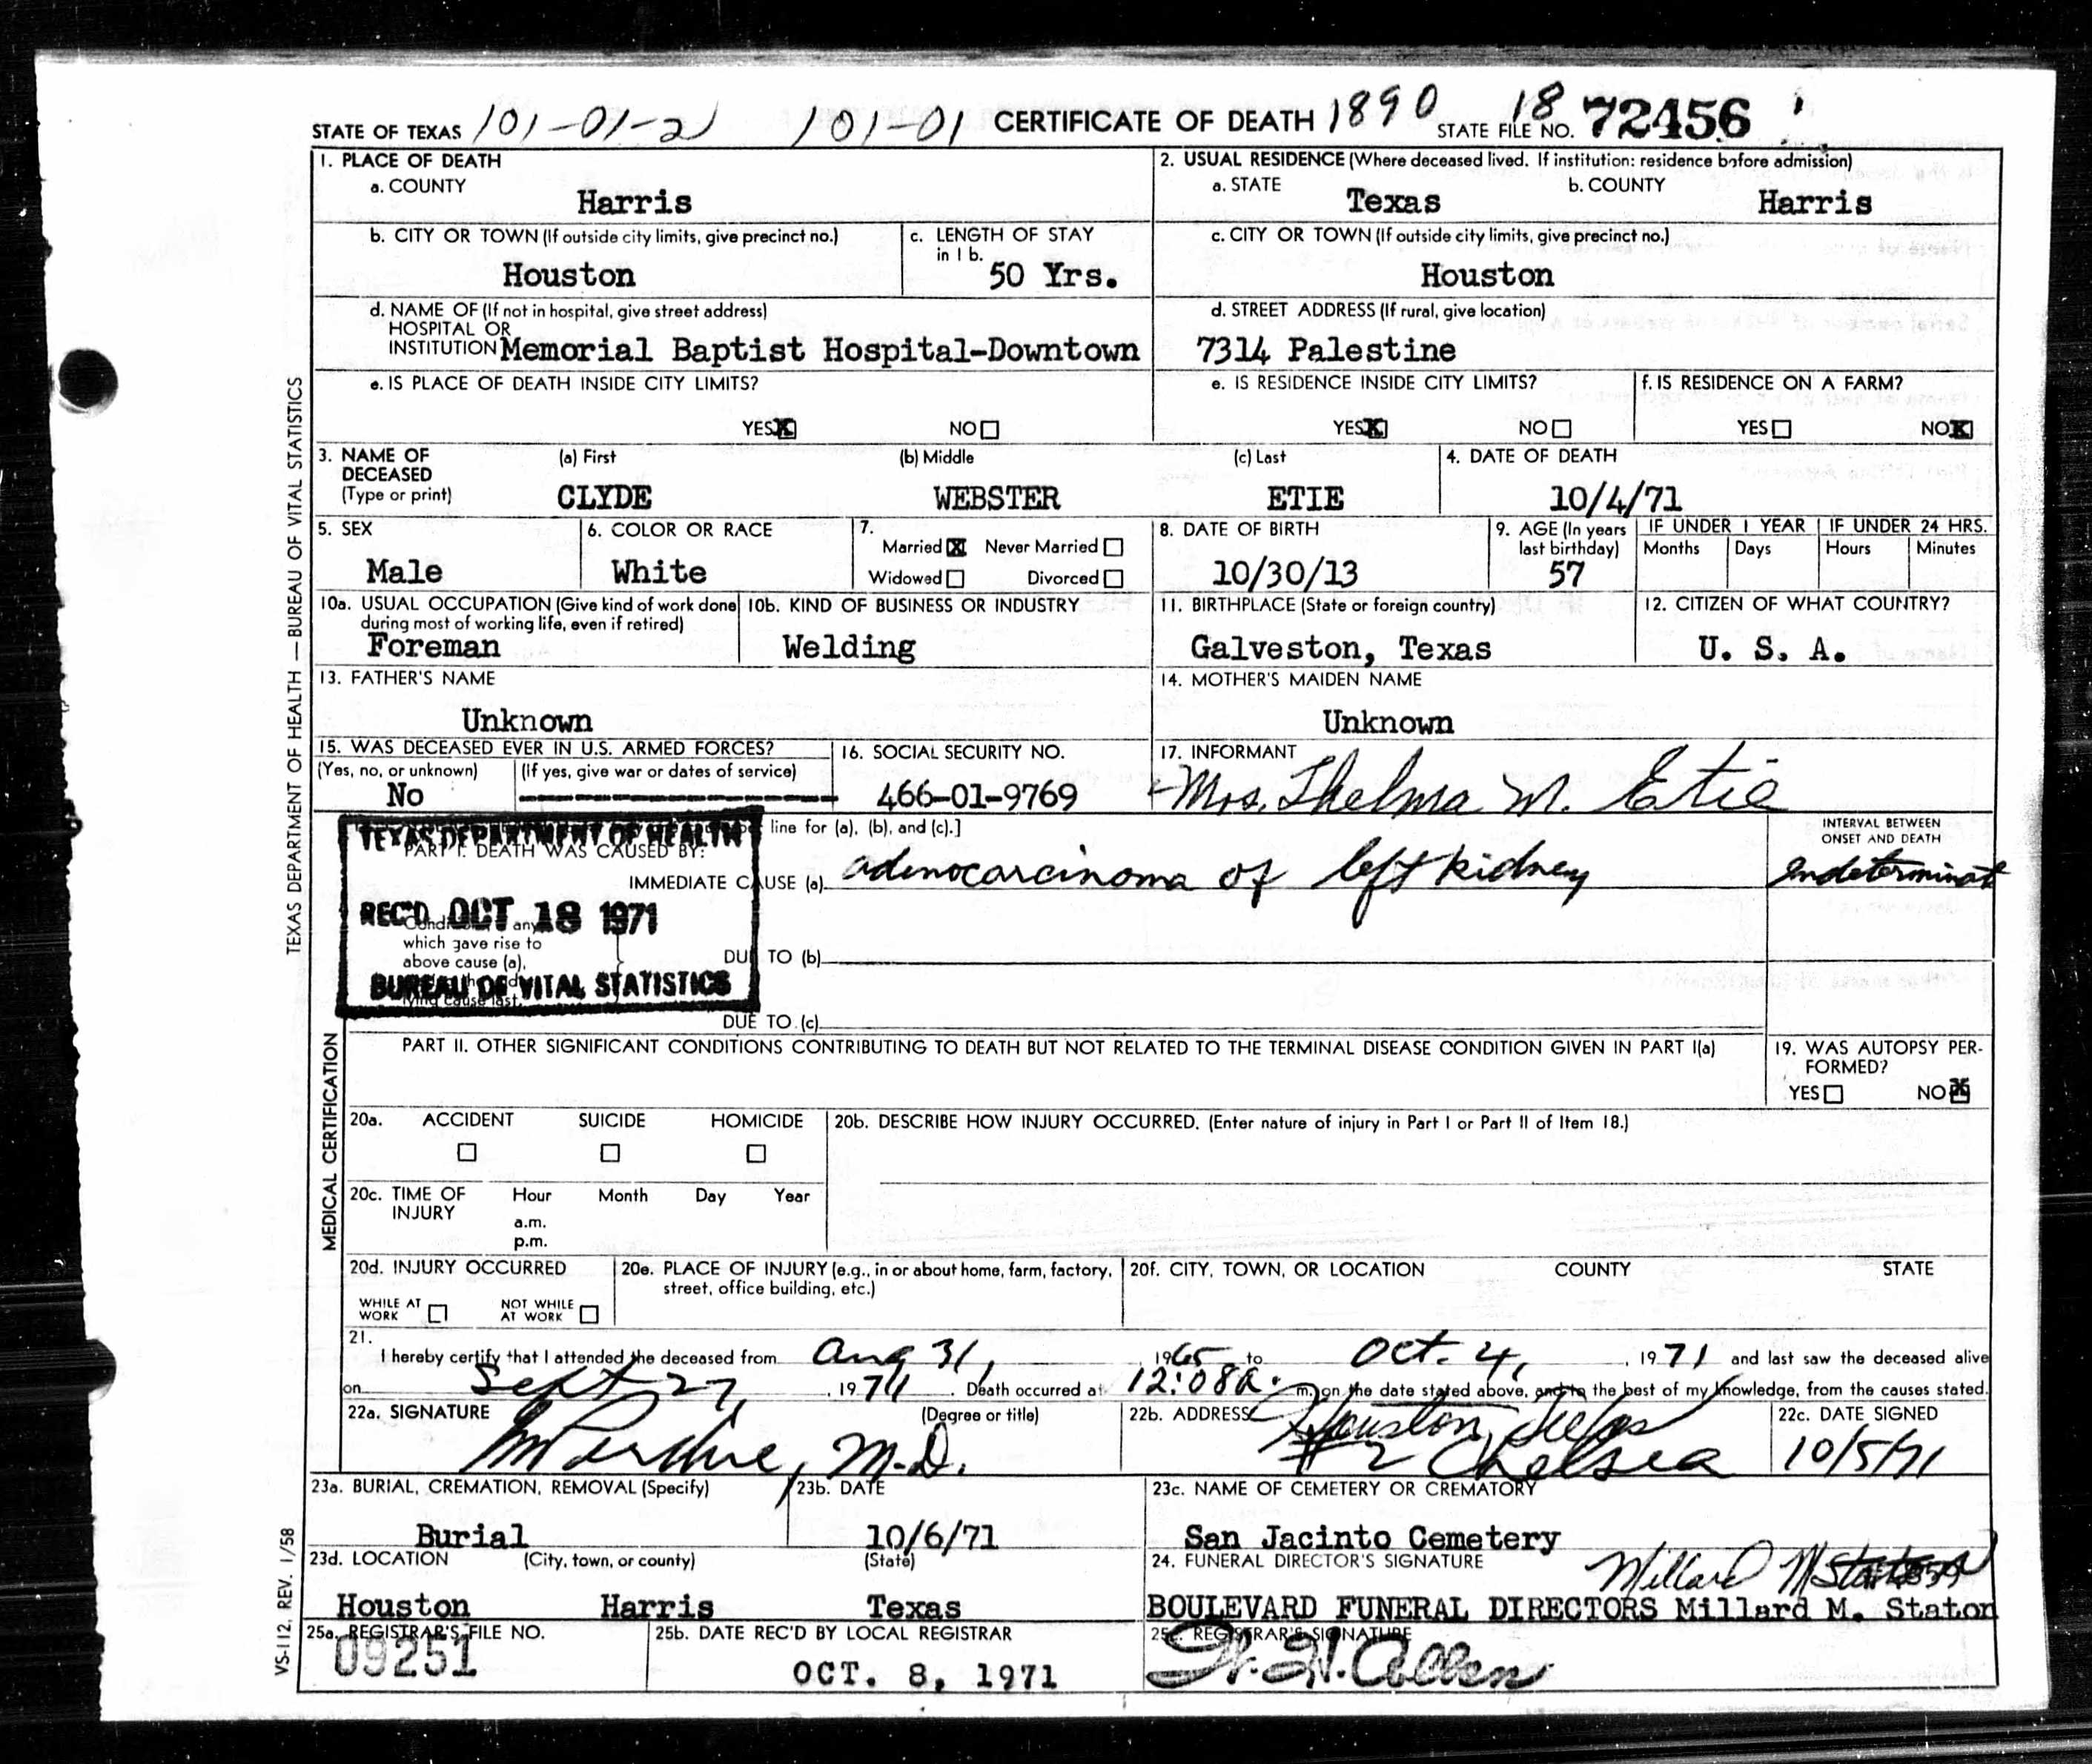 STATE OF TEXAS 101-01-2 101-01 CERTIFICATE OF DEATH 1890 18 STATE FILE NO. 72456
1. PLACE OF DEATH
a. COUNTY
Harris
2. USUAL RESIDENCE (Where deceased lived. If institution: residence before admission)
a. STATE b. COUNTY
Texas Harris
b. CITY OR TOWN (If outside city limits, give precinct no.)
Houston
c. LENGTH OF STAY
in 1 b.
50 Yrs.
c. CITY OR TOWN (If outside city limits, give precinct no.)
Houston
d. NAME OF (If not in hospital, give street address)
HOSPITAL OR
INSTITUTION Memorial Baptist Hospital-Downtown
d. STREET ADDRESS (If rural, give location)
7314 Palestine
e. IS PLACE OF DEATH INSIDE CITY LIMITS?
YES X NO
e. IS RESIDENCE INSIDE CITY LIMITS?
YES X NO
f. IS RESIDENCE ON A FARM?
YES NO X
3. NAME OF
DECEASED
(Type or print)
(a) First (b) Middle (c) Last
CLYDE WEBSTER ETIE
4. DATE OF DEATH
10/4/71
5. SEX
Male
6. COLOR OR RACE
White
7.
Married X Never Married
Widowed Divorced
8. DATE OF BIRTH
10/30/13
9. AGE (In years
last birthday)
57
IF UNDER 1 YEAR
Months Days
IF UNDER 24 HRS.
Hours Minutes
10a. USUAL OCCUPATION (Give kind of work done
during most of working life, even if retired)
Foreman
10b. KIND OF BUSINESS OR INDUSTRY
Welding
11. BIRTHPLACE (State or foreign country)
Galveston, Texas
12. CITIZEN OF WHAT COUNTRY?
U. S. A.
13. FATHER'S NAME
Unknown
14. MOTHER'S MAIDEN NAME
Unknown
15. WAS DECEASED EVER IN U.S. ARMED FORCES?
(Yes, no, or unknown) (If yes, give war or dates of service)
No
16. SOCIAL SECURITY NO.
466-01-9769
17. INFORMANT
Mrs. Thelma M. Etie
line for (a), (b), and (c).]
TEXAS DEPARTMENT OF HEALTH
PART I. DEATH WAS CAUSED BY:
IMMEDIATE CAUSE (a) adenocarcinoma of left kidney
INTERVAL BETWEEN
ONSET AND DEATH
Indeterminate
REC'D OCT 18 1971
which gave rise to
above cause (a),
DUE TO (b)
BUREAU OF VITAL STATISTICS
lying cause last.
DUE TO (c)
PART II. OTHER SIGNIFICANT CONDITIONS CONTRIBUTING TO DEATH BUT NOT RELATED TO THE TERMINAL DISEASE CONDITION GIVEN IN PART I(a)
19. WAS AUTOPSY PER-
FORMED?
YES NO X
20a. ACCIDENT SUICIDE HOMICIDE
20b. DESCRIBE HOW INJURY OCCURRED. (Enter nature of injury in Part I or Part II of Item 18.)
20c. TIME OF
INJURY
Hour Month Day Year
a.m.
p.m.
20d. INJURY OCCURRED
WHILE AT
WORK
NOT WHILE
AT WORK
20e. PLACE OF INJURY (e.g., in or about home, farm, factory,
street, office building, etc.)
20f. CITY, TOWN, OR LOCATION COUNTY STATE
21.
I hereby certify that I attended the deceased from Aug 31, 1965 to Oct. 4, 1971 and last saw the deceased alive
on Sept 27, 1971. Death occurred at 12:08a. m. on the date stated above, and to the best of my knowledge, from the causes stated.
22a. SIGNATURE (Degree or title)
Perdue, M.D.
22b. ADDRESS Houston, Texas
#2 Chelsea
22c. DATE SIGNED
10/5/71
23a. BURIAL, CREMATION, REMOVAL (Specify)
Burial
23b. DATE
10/6/71
23c. NAME OF CEMETERY OR CREMATORY
San Jacinto Cemetery
23d. LOCATION (City, town, or county) (State)
Houston Harris Texas
24. FUNERAL DIRECTOR'S SIGNATURE
Millard M Staton
BOULEVARD FUNERAL DIRECTORS Millard M. Staton
25a. REGISTRAR'S FILE NO.
09251
25b. DATE REC'D BY LOCAL REGISTRAR
OCT. 8, 1971
25c. REGISTRAR'S SIGNATURE
TEXAS DEPARTMENT OF HEALTH — BUREAU OF VITAL STATISTICS
MEDICAL CERTIFICATION
VS-112, REV. 1/58